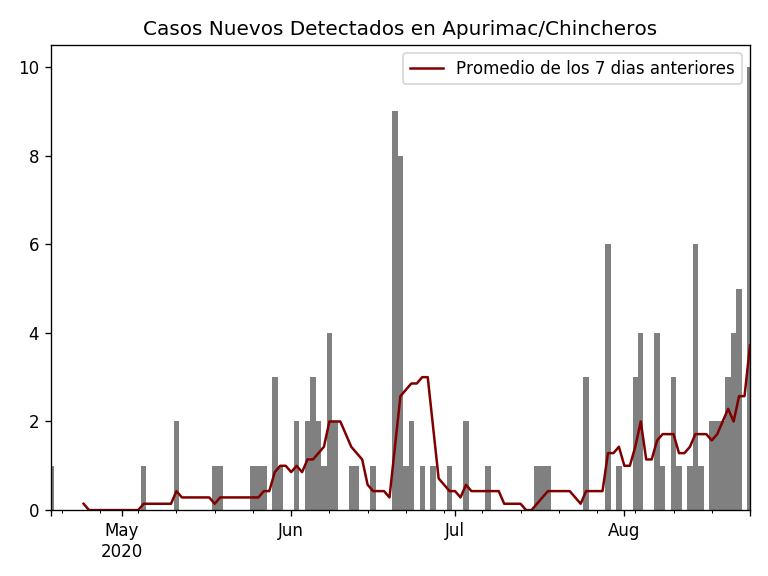 Casos Nuevos Detectados en Apurimac/Chincheros
Promedio de los 7 dias anteriores
10
8
6
4
2
0
May
2020
Jun
Jul
Aug